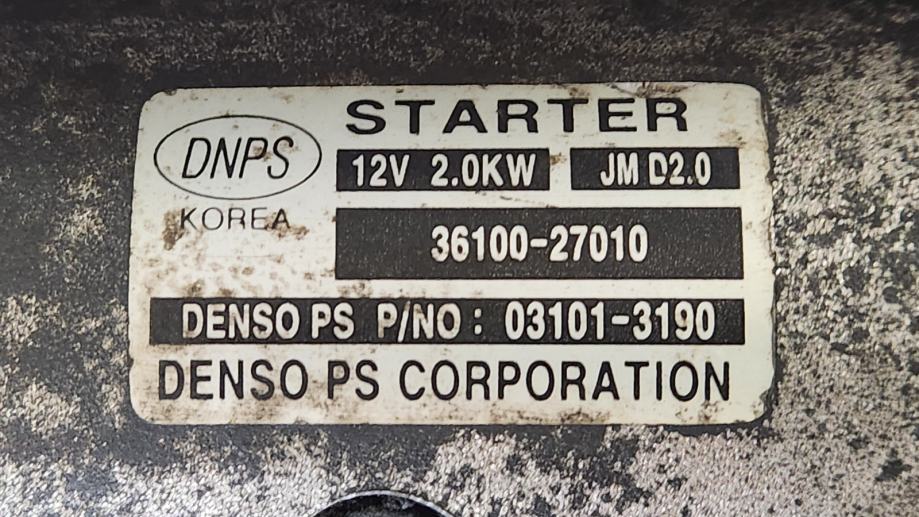 STARTER
DNPS
12V 2.0KW JM D2.0
KOREA
36100-27010
DENSO PS P/NO : 03101-3190
DENSO PS CORPORATION